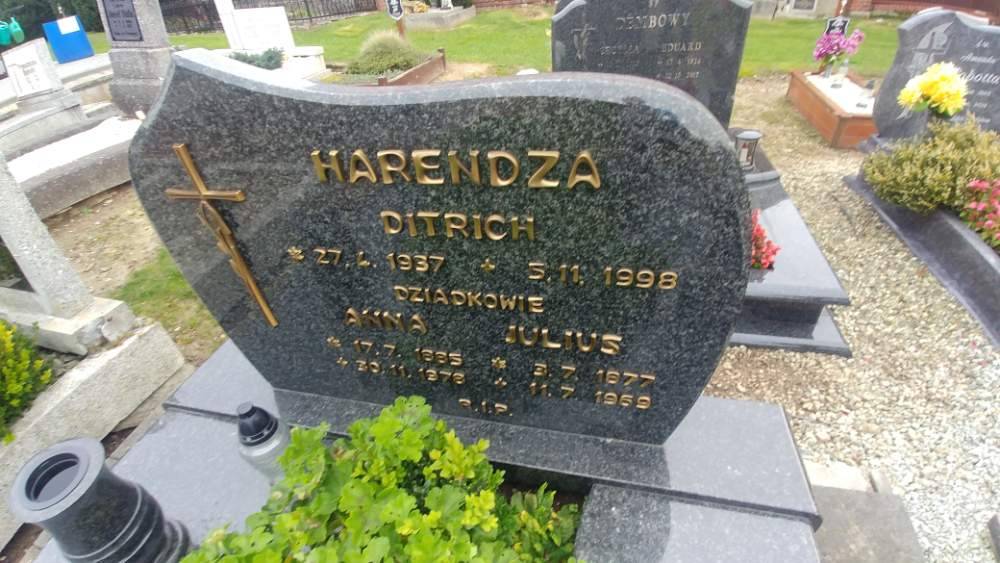 HARENDZA
DITRICH
* 27.4.1937 + 5.11.1998
DZIADKOWIE
ANNA JULIUS
* 17.7.1885 * 3.7.1877
+ 30.11.1976 + 11.7.1969
R.I.P.
DEMBOWY
EDUARD